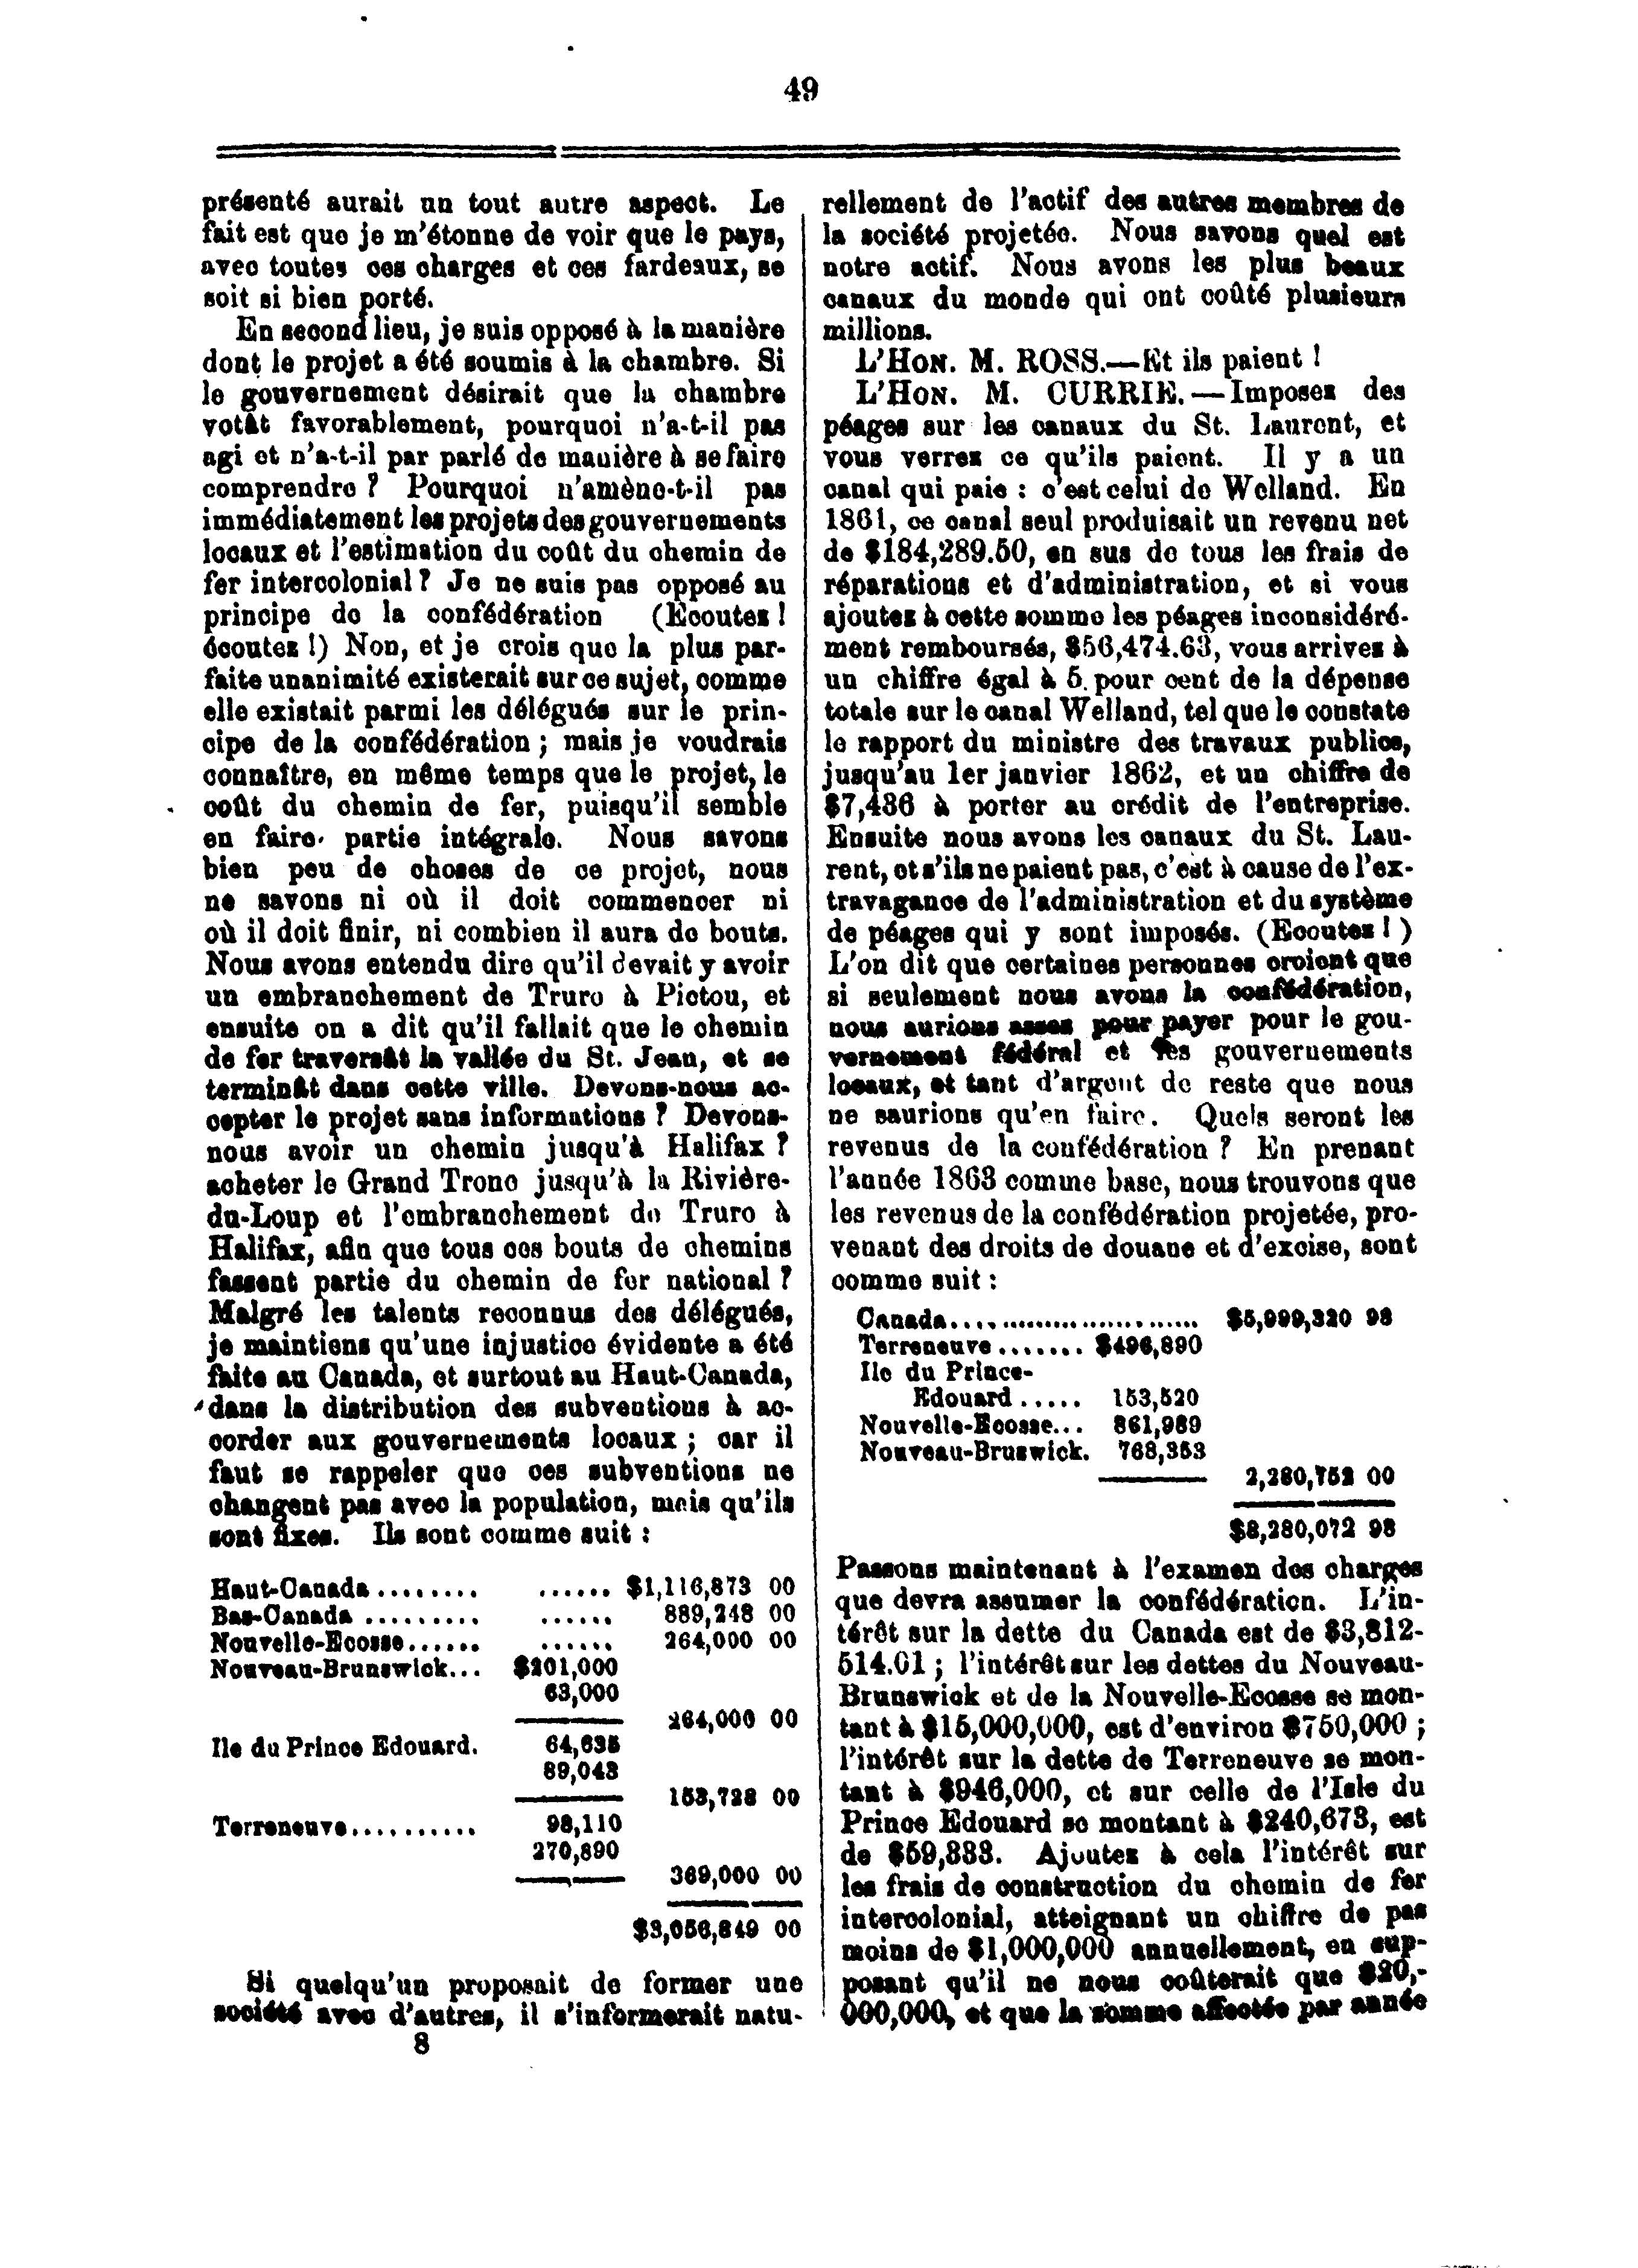 49
présenté aurait un tout autre aspect. Le
fait est que je m'étonne de voir que le pays,
avec toutes ces charges et ces fardeaux, se
soit si bien porté.
En second lieu, je suis opposé à la manière
dont le projet a été soumis à la chambre. Si
le gouvernement désirait que la chambre
votât favorablement, pourquoi n'a-t-il pas
agi et n'a-t-il par parlé de manière à se faire
comprendre ? Pourquoi n'amène-t-il pas
immédiatement les projets des gouvernements
locaux et l'estimation du coût du chemin de
fer intercolonial ? Je ne suis pas opposé au
principe de la confédération (Ecoutez !
écoutez !) Non, et je crois que la plus par-
faite unanimité existerait sur ce sujet, comme
elle existait parmi les délégués sur le prin-
cipe de la confédération ; mais je voudrais
connaître, en même temps que le projet, le
coût du chemin de fer, puisqu'il semble
en faire partie intégrale. Nous savons
bien peu de choses de ce projet, nous
ne savons ni où il doit commencer ni
où il doit finir, ni combien il aura de bouts.
Nous avons entendu dire qu'il devait y avoir
un embranchement de Truro à Pictou, et
ensuite on a dit qu'il fallait que le chemin
de fer traversât la vallée du St. Jean, et se
terminât dans cette ville. Devons-nous ac-
cepter le projet sans informations ? Devons-
nous avoir un chemin jusqu'à Halifax ?
acheter le Grand Tronc jusqu'à la Rivière-
du-Loup et l'embranchement de Truro à
Halifax, afin que tous ces bouts de chemins
fassent partie du chemin de fer national ?
Malgré les talents reconnus des délégués,
je maintiens qu'une injustice évidente a été
faite au Canada, et surtout au Haut-Canada,
dans la distribution des subventions à ac-
corder aux gouvernements locaux ; car il
faut se rappeler que ces subventions ne
changent pas avec la population, mais qu'ils
sont fixes. Ils sont comme suit :
Haut-Canada........ ...... $1,116,873 00
Bas-Canada ......... ...... 889,248 00
Nouvelle-Ecosse...... ...... 264,000 00
Nouveau-Brunswick... $201,000
63,000
264,000 00
Ile du Prince Edouard. 64,635
89,043
153,728 00
Terreneuve.......... 98,110
270,890
369,000 00
$3,056,849 00
Si quelqu'un proposait de former une
société avec d'autres, il s'informerait natu-
8
rellement de l'actif des autres membres de
la société projetée. Nous savons quel est
notre actif. Nous avons les plus beaux
canaux du monde qui ont coûté plusieurs
millions.
L'HON. M. ROSS.—Et ils paient !
L'HON. M. CURRIE.—Imposez des
péages sur les canaux du St. Laurent, et
vous verrez ce qu'ils paient. Il y a un
canal qui paie : c'est celui de Welland. En
1861, ce canal seul produisait un revenu net
de $184,289.50, en sus de tous les frais de
réparations et d'administration, et si vous
ajoutez à cette somme les péages inconsidéré-
ment remboursés, $56,474.63, vous arrivez à
un chiffre égal à 5. pour cent de la dépense
totale sur le canal Welland, tel que le constate
le rapport du ministre des travaux publics,
jusqu'au 1er janvier 1862, et un chiffre de
$7,436 à porter au crédit de l'entreprise.
Ensuite nous avons les canaux du St. Lau-
rent, et s'ils ne paient pas, c'est à cause de l'ex-
travagance de l'administration et du système
de péages qui y sont imposés. (Ecoutez !)
L'on dit que certaines personnes croient que
si seulement nous avons la confédération,
nous aurions assez pour payer pour le gou-
vernement fédéral et les gouvernements
locaux, et tant d'argent de reste que nous
ne saurions qu'en faire. Quels seront les
revenus de la confédération ? En prenant
l'année 1863 comme base, nous trouvons que
les revenus de la confédération projetée, pro-
venant des droits de douane et d'excise, sont
comme suit :
Canada.......................... $5,999,320 98
Terreneuve....... $496,890
Ile du Prince-
Edouard ..... 153,520
Nouvelle-Ecosse... 861,989
Nouveau-Bruswick. 768,353
2,280,752 00
$8,280,072 98
Passons maintenant à l'examen des charges
que devra assumer la confédération. L'in-
térêt sur la dette du Canada est de $3,812-
514.01 ; l'intérêt sur les dettes du Nouveau-
Brunswick et de la Nouvelle-Ecosse se mon-
tant à $15,000,000, est d'environ $750,000 ;
l'intérêt sur la dette de Terreneuve se mon-
tant à $946,000, et sur celle de l'Isle du
Prince Edouard se montant à $240,673, est
de $59,333. Ajoutez à cela l'intérêt sur
les frais de construction du chemin de fer
intercolonial, atteignant un chiffre de pas
moins de $1,000,000 annuellement, en sup-
posant qu'il ne nous coûterait que $20,-
000,000, et que la somme affectée par année